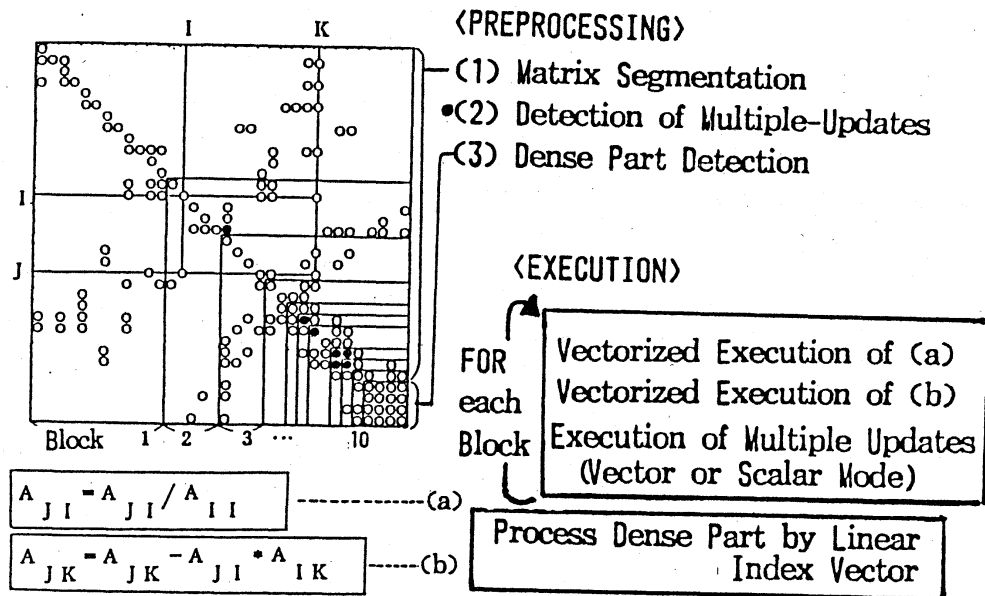 I K
<PREPROCESSING>
(1) Matrix Segmentation
•(2) Detection of Multiple-Updates
(3) Dense Part Detection
I
J
<EXECUTION>
FOR
each
Block
Vectorized Execution of (a)
Vectorized Execution of (b)
Execution of Multiple Updates
(Vector or Scalar Mode)
Block 1 2 3 ... 10
A JI = A JI / A II ----------(a)
A JK = A JK - A JI * A IK ------(b)
Process Dense Part by Linear
Index Vector